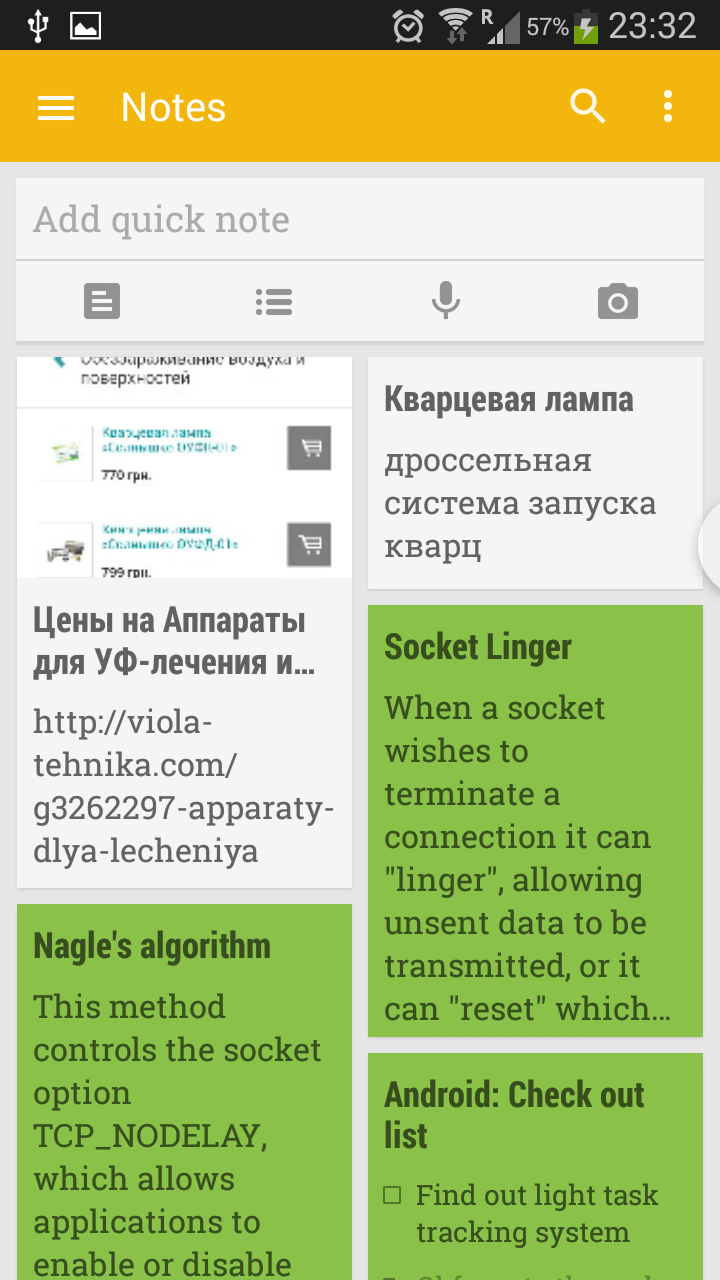 R
57%
23:32
Notes
Add quick note
Обеззараживание воздуха и
поверхностей
Кварцевая лампа
«Солнышко ОУФК-01»
770 грн.
Кварцевая лампа
«Солнышко ОУФД-01»
799 грн.
Цены на Аппараты
для УФ-лечения и...
http://viola-
tehnika.com/
g3262297-apparaty-
dlya-lecheniya
Nagle's algorithm
This method
controls the socket
option
TCP_NODELAY,
which allows
applications to
enable or disable
Кварцевая лампа
дроссельная
система запуска
кварц
Socket Linger
When a socket
wishes to
terminate a
connection it can
"linger", allowing
unsent data to be
transmitted, or it
can "reset" which...
Android: Check out
list
Find out light task
tracking system